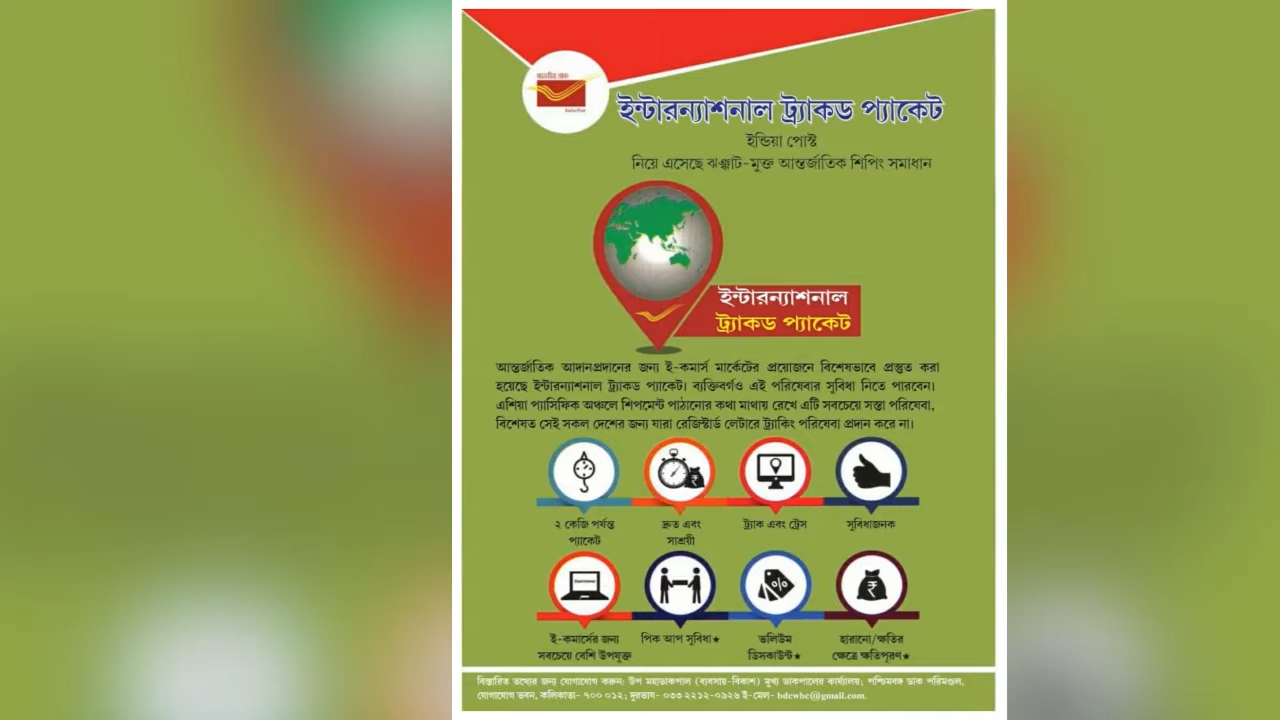 ভারতীয় ডাক
India Post
ইন্টারন্যাশনাল ট্র্যাকড প্যাকেট
ইন্ডিয়া পোস্ট
নিয়ে এসেছে ঝঞ্ঝাট-মুক্ত আন্তর্জাতিক শিপিং সমাধান
ইন্টারন্যাশনাল
ট্র্যাকড প্যাকেট
আন্তর্জাতিক আদানপ্রদানের জন্য ই-কমার্স মার্কেটের প্রয়োজনে বিশেষভাবে প্রস্তুত করা
হয়েছে ইন্টারন্যাশনাল ট্র্যাকড প্যাকেট। ব্যক্তিবর্গও এই পরিষেবার সুবিধা নিতে পারবেন।
এশিয়া প্যাসিফিক অঞ্চলে শিপমেন্ট পাঠানোর কথা মাথায় রেখে এটি সবচেয়ে সস্তা পরিষেবা,
বিশেষত সেই সকল দেশের জন্য যারা রেজিস্টার্ড লেটারে ট্র্যাকিং পরিষেবা প্রদান করে না।
২ কেজি পর্যন্ত
প্যাকেট
দ্রুত এবং
সাশ্রয়ী
ট্র্যাক এবং ট্রেস
সুবিধাজনক
ই-কমার্সের জন্য
সবচেয়ে বেশি উপযুক্ত
পিক আপ সুবিধা★
ভলিউম
ডিসকাউন্ট★
হারানো/ক্ষতির
ক্ষেত্রে ক্ষতিপূরণ★
বিস্তারিত তথ্যের জন্য যোগাযোগ করুন: উপ মহাডাকপাল (ব্যবসায়-বিকাশ) মুখ্য ডাকপালের কার্য্যালয়; পশ্চিমবঙ্গ ডাক পরিমণ্ডল,
যোগাযোগ ভবন, কলিকাতা- ৭০০ ০১২; দুরভাষ- ০৩৩ ২২১২-০৯২৬ ই-মেল- bdcwbc@gmail.com.